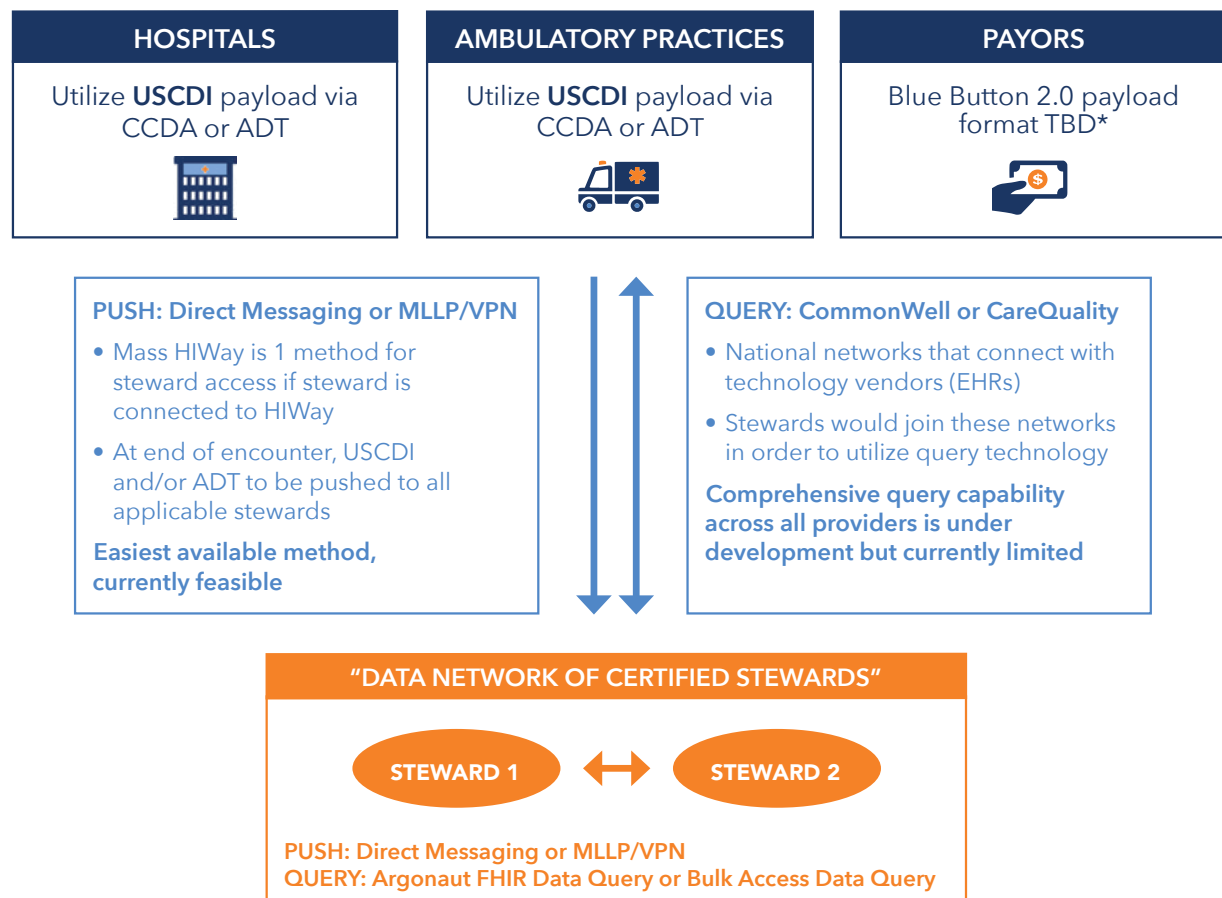 HOSPITALS
Utilize USCDI payload via
CCDA or ADT
AMBULATORY PRACTICES
Utilize USCDI payload via
CCDA or ADT
PAYORS
Blue Button 2.0 payload
format TBD*
$
PUSH: Direct Messaging or MLLP/VPN
• Mass HIWay is 1 method for
steward access if steward is
connected to HIWay
• At end of encounter, USCDI
and/or ADT to be pushed to all
applicable stewards
Easiest available method,
currently feasible
QUERY: CommonWell or CareQuality
• National networks that connect with
technology vendors (EHRs)
• Stewards would join these networks
in order to utilize query technology
Comprehensive query capability
across all providers is under
development but currently limited
“DATA NETWORK OF CERTIFIED STEWARDS”
STEWARD 1
STEWARD 2
PUSH: Direct Messaging or MLLP/VPN
QUERY: Argonaut FHIR Data Query or Bulk Access Data Query